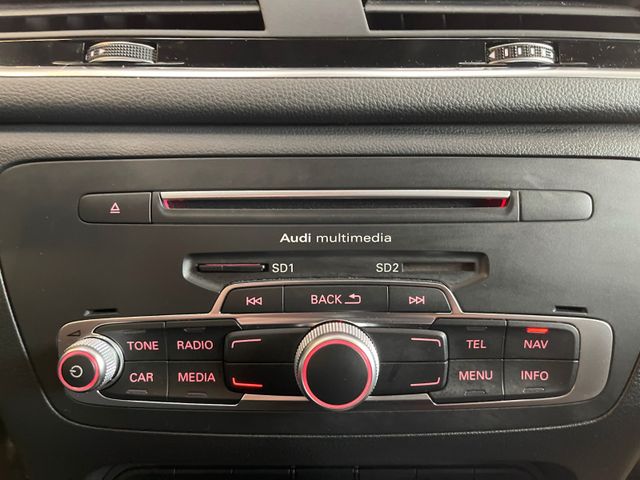 Audi multimedia
SD1 SD2
BACK
TONE RADIO TEL NAV
CAR MEDIA MENU INFO